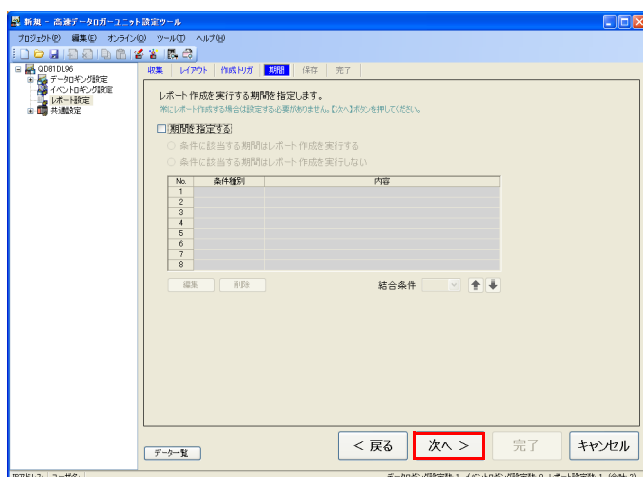 新規 - 高速データロガーユニット設定ツール
プロジェクト(P) 編集(E) オンライン(O) ツール(T) ヘルプ(H)
QD81DL96
データロギング設定
イベントロギング設定
レポート設定
共通設定
収集 レイアウト 作成トリガ 期間 保存 完了
レポート作成を実行する期間を指定します。
常にレポート作成する場合は設定する必要がありません。【次へ】ボタンを押してください。
期間を指定する
条件に該当する期間はレポート作成を実行する
条件に該当する期間はレポート作成を実行しない
No. 条件種別 内容
1
2
3
4
5
6
7
8
編集 削除 結合条件
データ一覧 < 戻る 次へ > 完了 キャンセル